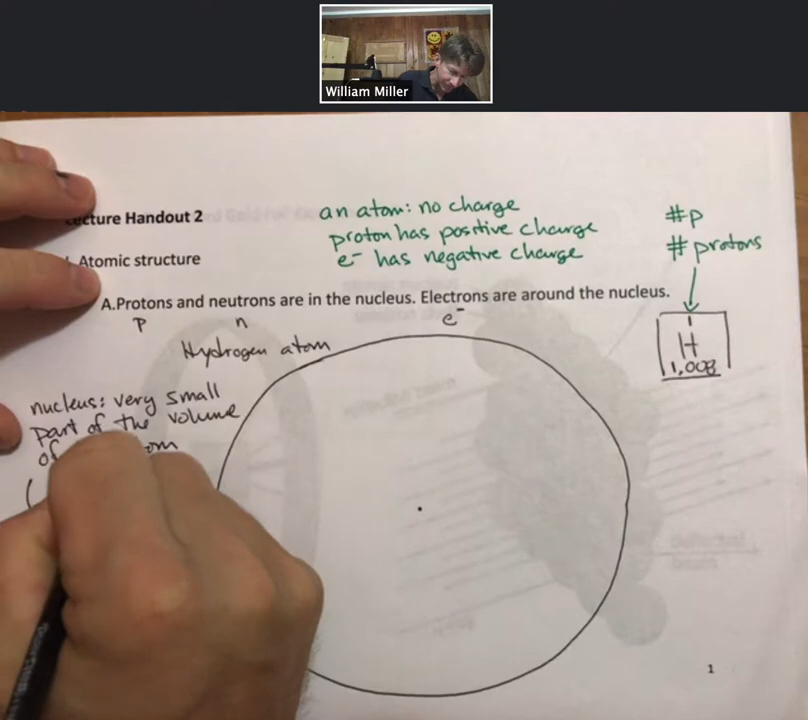 William Miller
Lecture Handout 2
an atom: no charge
proton has positive charge
e⁻ has negative charge
#p
# protons
Atomic structure
A.Protons and neutrons are in the nucleus. Electrons are around the nucleus.
p n e⁻
1
H
1,008
Hydrogen atom
nucleus: very small
part of the volume
of
(
1